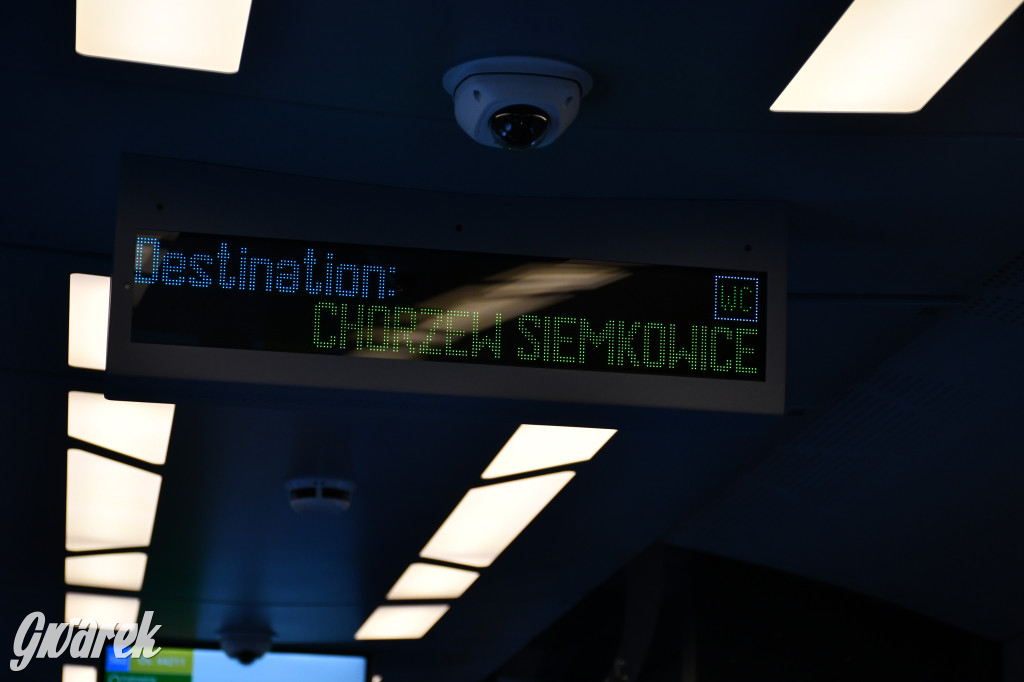 Destination:
WC
CHORZEW SIEMKOWICE
Gwarek